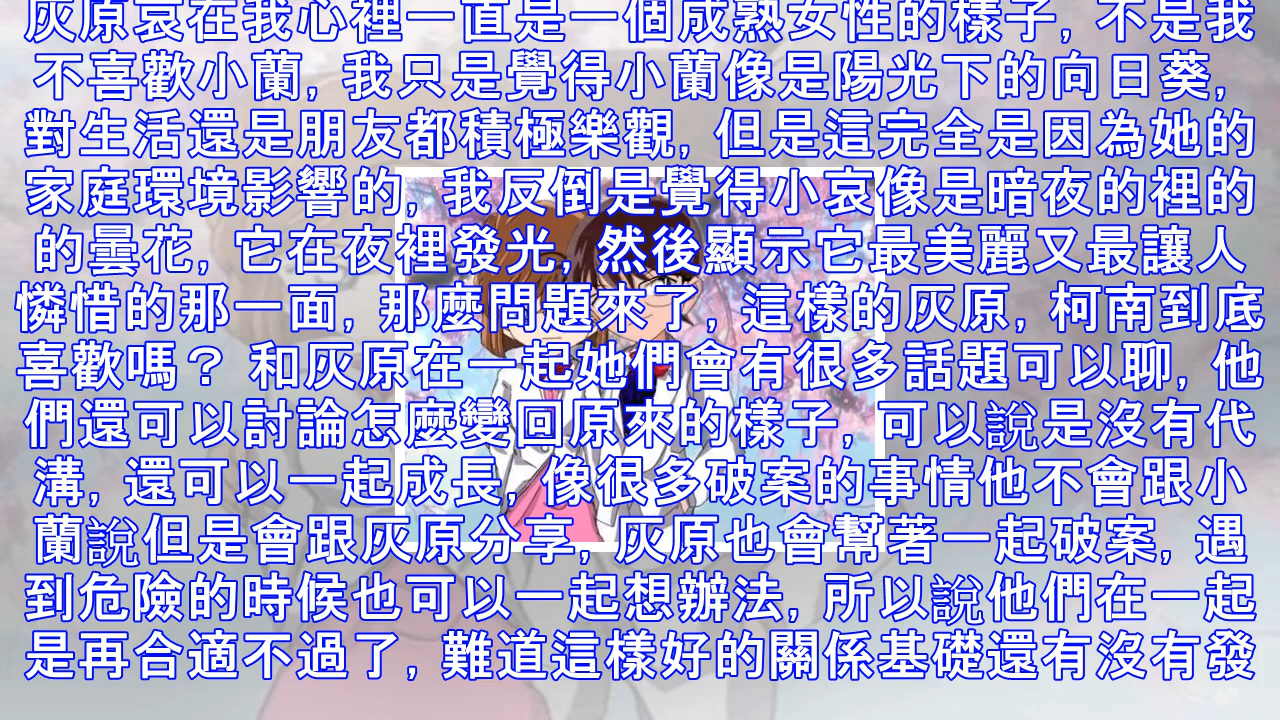 灰原哀在我心裡一直是一個成熟女性的樣子, 不是我
不喜歡小蘭, 我只是覺得小蘭像是陽光下的向日葵,
對生活還是朋友都積極樂觀, 但是這完全是因為她的
家庭環境影響的, 我反倒是覺得小哀像是暗夜的裡的
的曇花, 它在夜裡發光, 然後顯示它最美麗又最讓人
憐惜的那一面, 那麼問題來了, 這樣的灰原, 柯南到底
喜歡嗎？ 和灰原在一起她們會有很多話題可以聊, 他
們還可以討論怎麼變回原來的樣子, 可以說是沒有代
溝, 還可以一起成長, 像很多破案的事情他不會跟小
蘭說但是會跟灰原分享, 灰原也會幫著一起破案, 遇
到危險的時候也可以一起想辦法, 所以說他們在一起
是再合適不過了, 難道這樣好的關係基礎還有沒有發